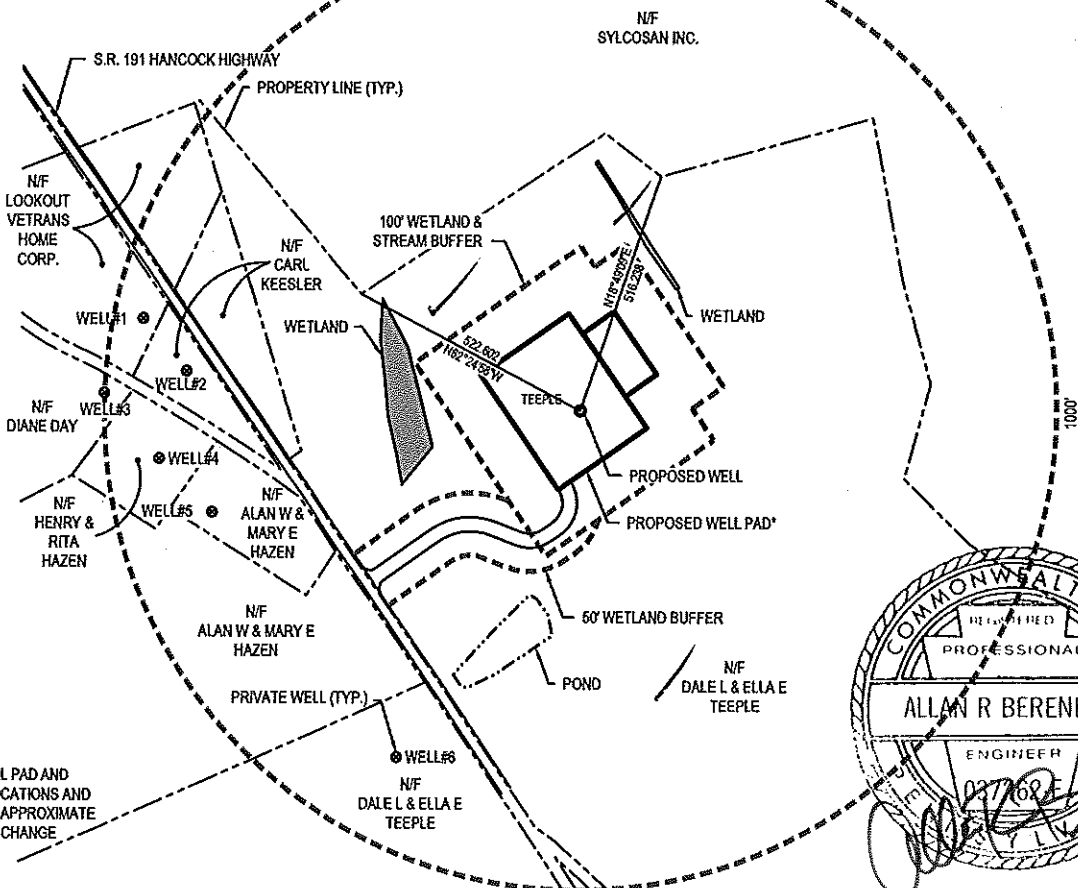 N/F
SYLCOSAN INC.
S.R. 191 HANCOCK HIGHWAY
PROPERTY LINE (TYP.)
N/F
LOOKOUT
VETRANS
HOME
CORP.
100' WETLAND &
STREAM BUFFER
N/F
CARL
KEESLER
WETLAND
WETLAND
N18°49'09"E
516.238'
522.602
N62°24'56"W
TEEPLE
WELL#1
WELL#2
WELL#3
N/F
DIANE DAY
WELL#4
WELL#5
1000'
PROPOSED WELL
PROPOSED WELL PAD*
N/F
HENRY &
RITA
HAZEN
N/F
ALAN W &
MARY E
HAZEN
N/F
ALAN W & MARY E
HAZEN
50' WETLAND BUFFER
POND
N/F
DALE L & ELLA E
TEEPLE
PRIVATE WELL (TYP.)
WELL#6
N/F
DALE L & ELLA E
TEEPLE
L PAD AND
CATIONS AND
APPROXIMATE
CHANGE
COMMONWEALT
REGISTERED
PROFESSIONAL
ALLAN R BEREN
ENGINEER